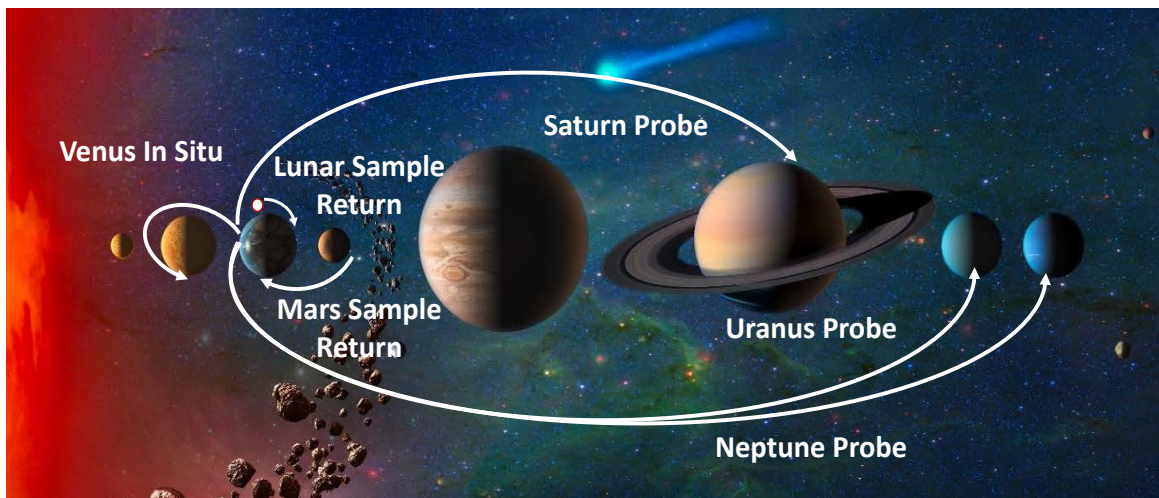 Saturn Probe
Venus In Situ
Lunar Sample
Return
Mars Sample
Return
Uranus Probe
Neptune Probe